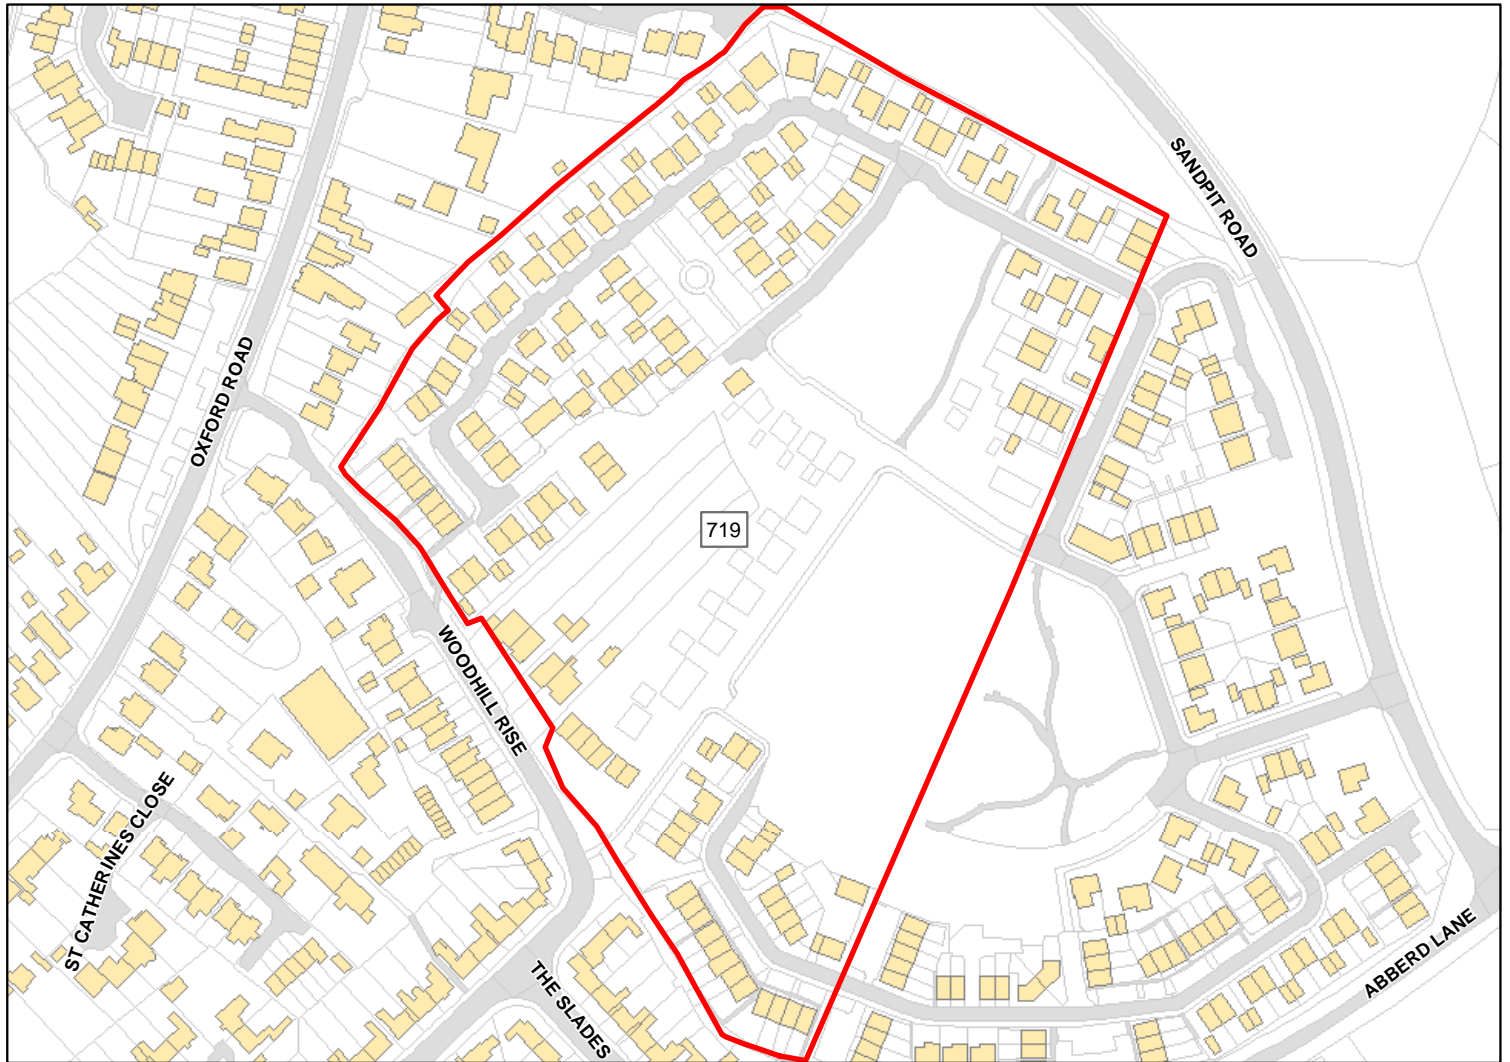 SANDPIT ROAD
OXFORD ROAD
719
WOODHILL RISE
ST CATHERINES CLOSE
THE SLADES
ABBERD LANE